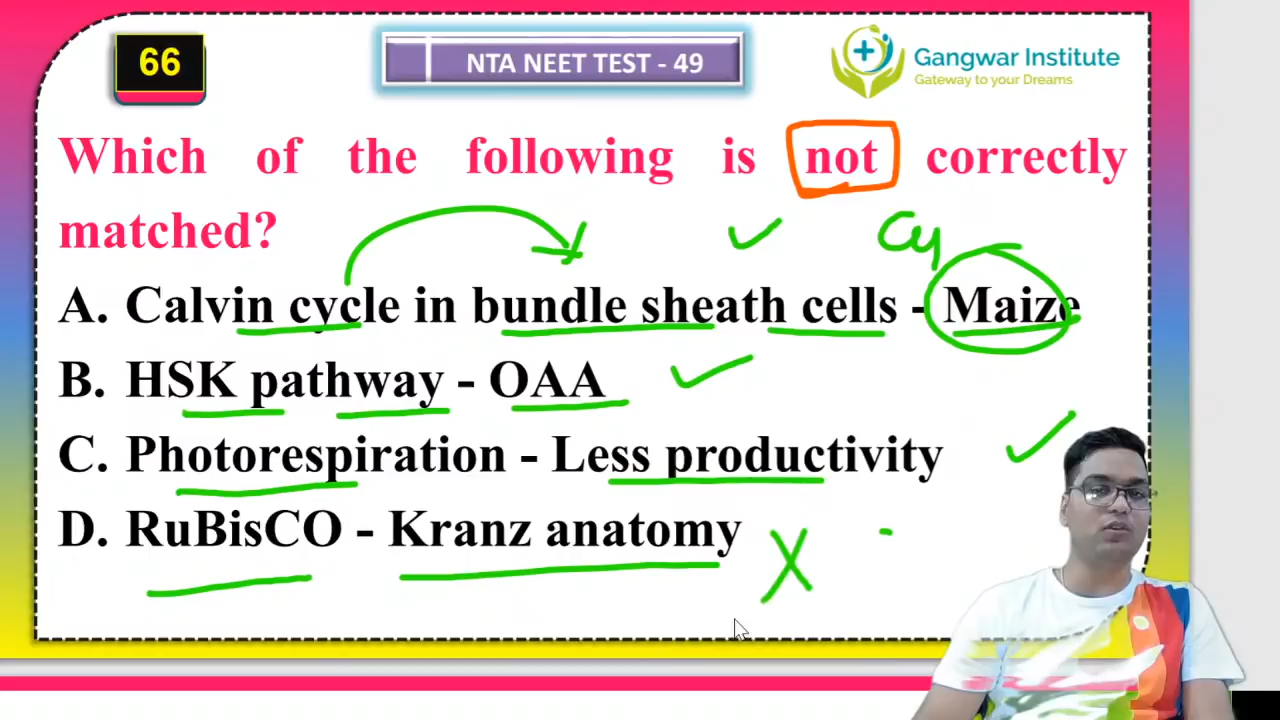 66
NTA NEET TEST - 49
Gangwar Institute
Gateway to your Dreams
Which of the following is not correctly
matched?
C4
A. Calvin cycle in bundle sheath cells - Maize
B. HSK pathway - OAA
C. Photorespiration - Less productivity
D. RuBisCO - Kranz anatomy